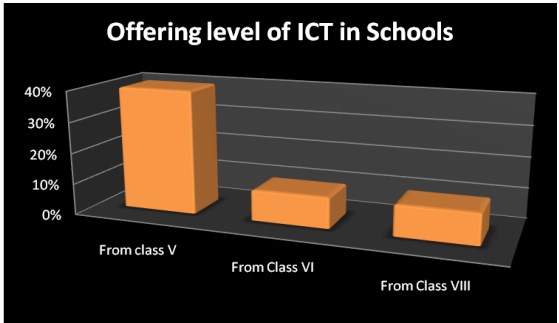 Offering level of ICT in Schools
40%
30%
20%
10%
0%
From class V
From Class VI
From Class VIII